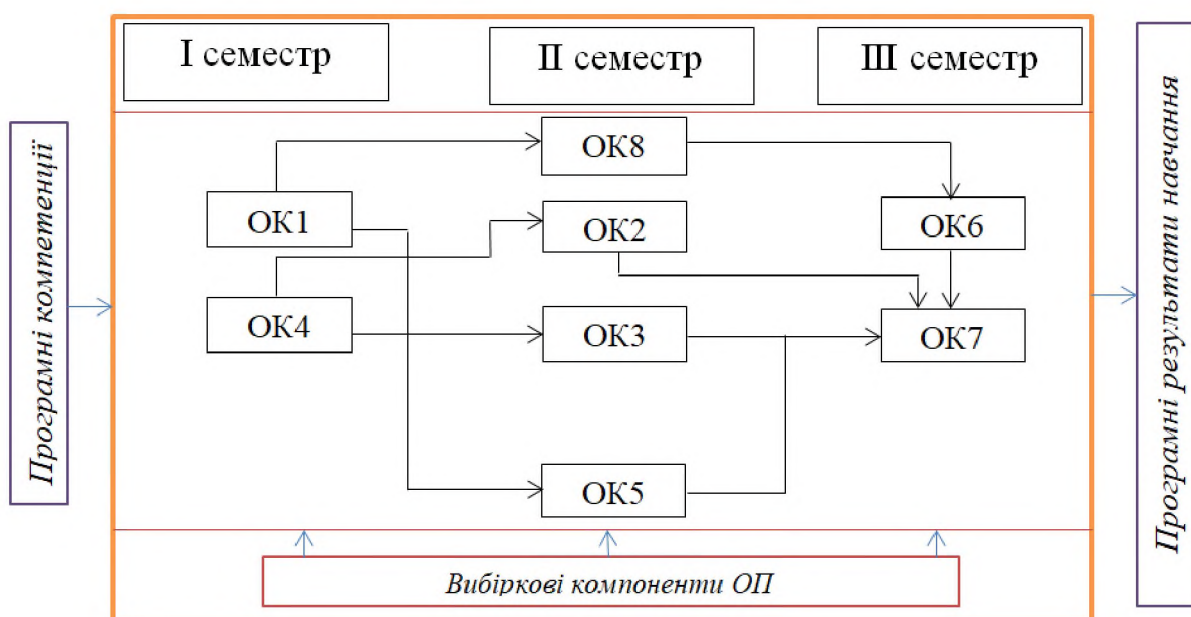 І семестр
ІІ семестр
ІІІ семестр
Програмні компетенції
ОК8
ОК1
ОК2
ОК6
ОК4
ОК3
ОК7
ОК5
Вибіркові компоненти ОП
Програмні результати навчання